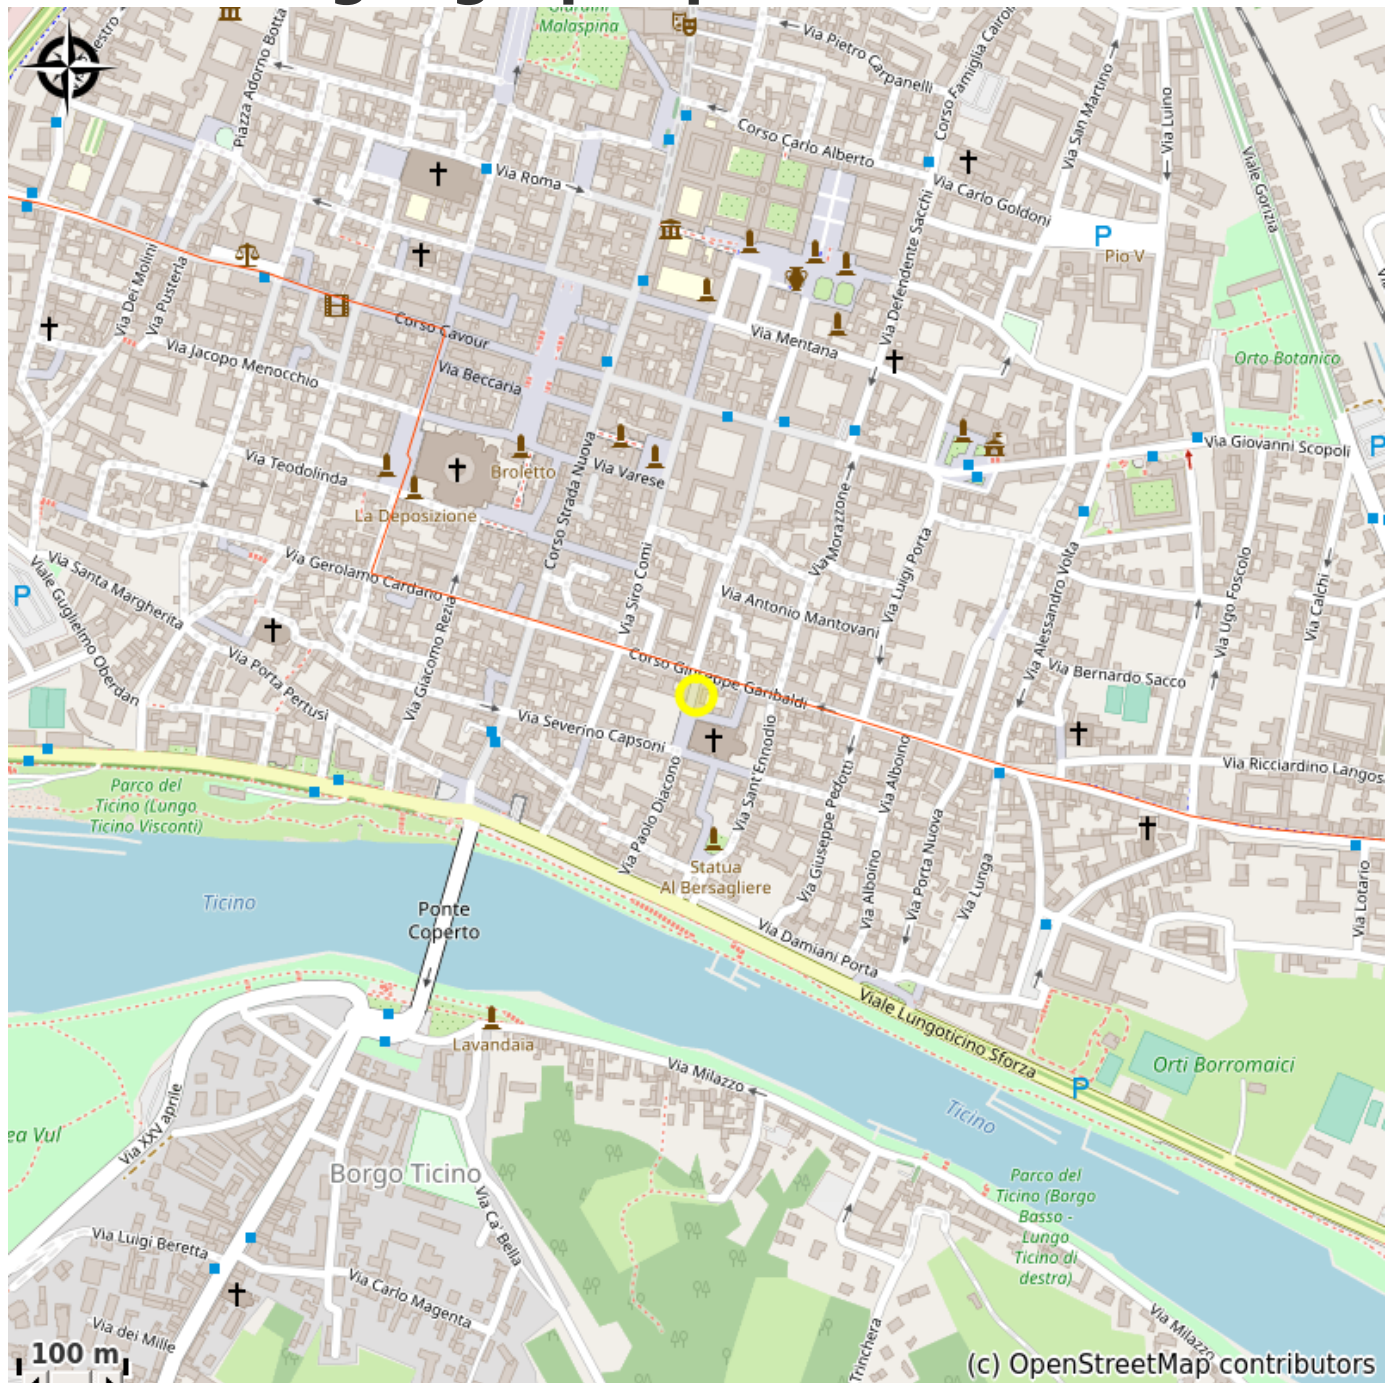 Giardini
Malaspina
Piazza Adorno Botta
Via Pietro Carpanelli
Corso Famiglia Cairoli
Via San Martino
Via Luino
Viale Gorizia
Corso Carlo Alberto
Via Roma
Via Carlo Goldoni
P
Pio V
Via Defendente Sacchi
Via Dei Molini
Via Pusterla
Corso Cavour
Via Mentana
Orto Botanico
Via Jacopo Menocchio
Via Beccaria
Via Giovanni Scopoli
P
Via Teodolinda
Broletto
Via Varese
Corso Strada Nuova
La Deposizione
Via Morazzone
Via Luigi Porta
Via Gerolamo Cardano
Via Siro Comi
Via Alessandro Volta
Via Ugo Foscolo
Via Calchi
P
Via Santa Margherita
Viale Guglielmo Oberdan
Via Giacomo Rezia
Via Antonio Mantovani
Corso Giuseppe Garibaldi
Via Bernardo Sacco
Via Porta Pertusi
Via Severino Capsoni
Via Paolo Diacono
Via Sant'Ennodio
Via Giuseppe Pedotti
Via Alboino
Via Ricciardino Langos
Parco del
Ticino (Lungo
Ticino Visconti)
Via Alboino
Via Porta Nuova
Via Lunga
Via Lotario
Statua
Al Bersagliere
Ticino
Ponte
Coperto
Via Damiani Porta
Viale Lungoticino Sforza
Lavandaia
Via Milazzo
P
Orti Borromaici
Ticino
Via XXV aprile
ea Vul
Borgo Ticino
Via Ca' Bella
Parco del
Ticino (Borgo
Basso -
Lungo
Ticino di
destra)
Via Luigi Beretta
Via Carlo Magenta
Via dei Mille
Trinchera
Via Milazzo
100 m
(c) OpenStreetMap contributors